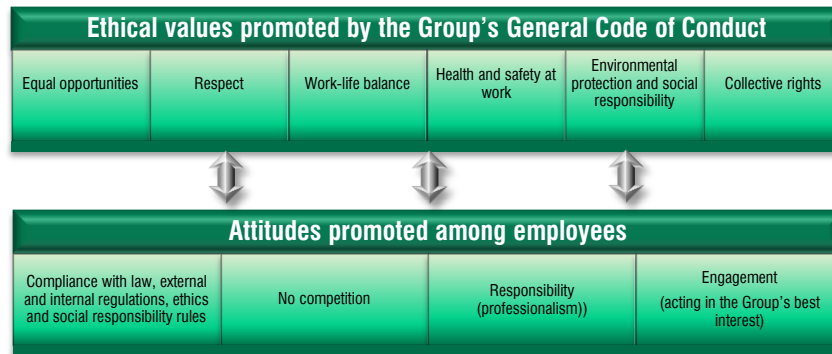 Ethical values promoted by the Group's General Code of Conduct
Equal opportunities
Respect
Work-life balance
Health and safety at
work
Environmental
protection and social
responsibility
Collective rights
Attitudes promoted among employees
Compliance with law, external
and internal regulations, ethics
and social responsibility rules
No competition
Responsibility
(professionalism))
Engagement
(acting in the Group's best
interest)